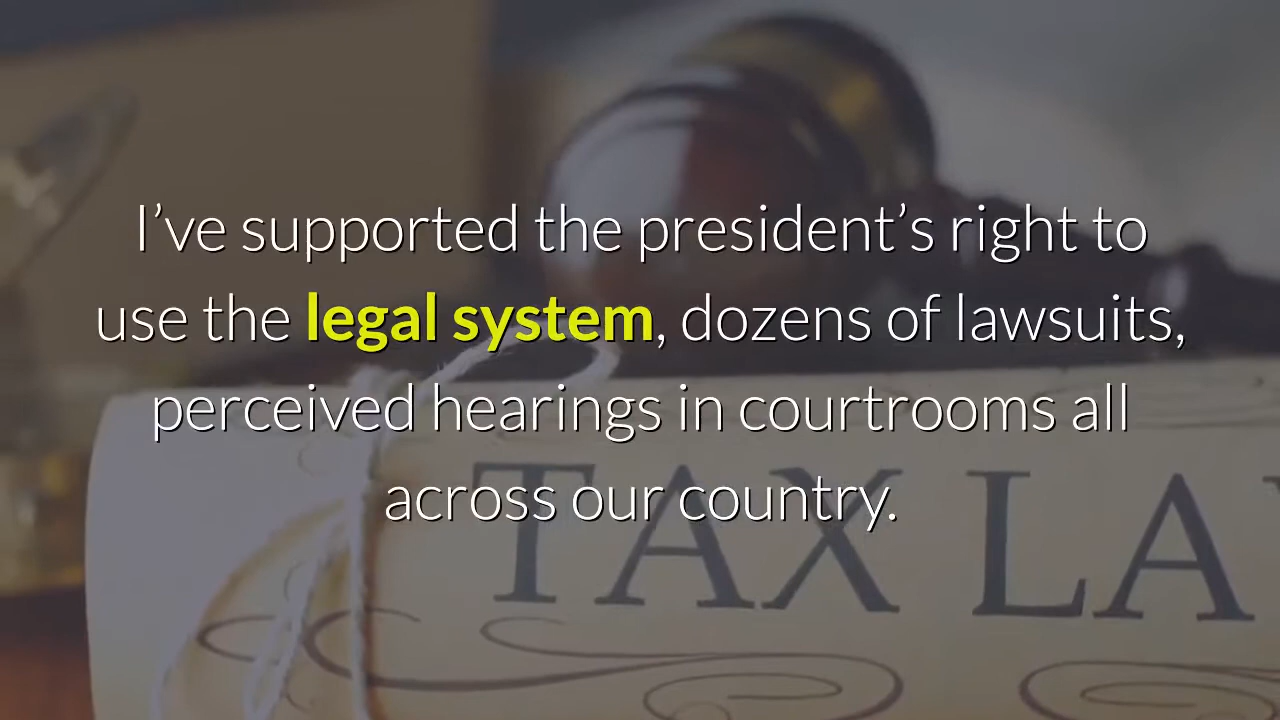 I’ve supported the president’s right to
use the legal system, dozens of lawsuits,
perceived hearings in courtrooms all
across our country.
TAX LA